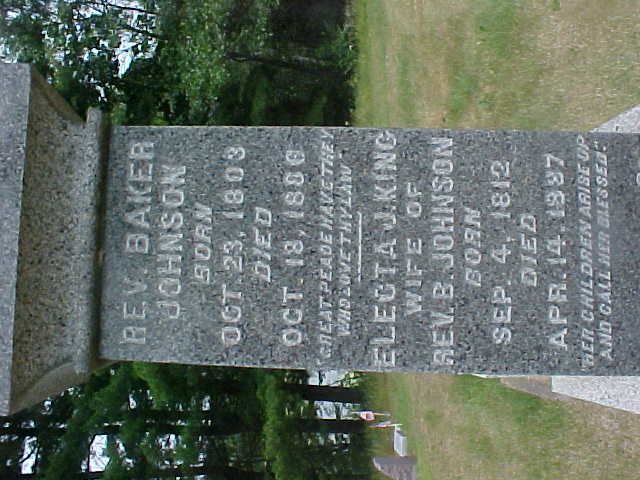 REV. BAKER
JOHNSON
BORN
OCT. 23, 1803
DIED
OCT. 18, 1886
"GREAT PEACE HAVE THEY
WHO LOVE THY LAW."
ELECTA J. KING
WIFE OF
REV. B. JOHNSON
BORN
SEP. 4, 1812
DIED
APR. 14, 1897
"HER CHILDREN ARISE UP
AND CALL HER BLESSED."